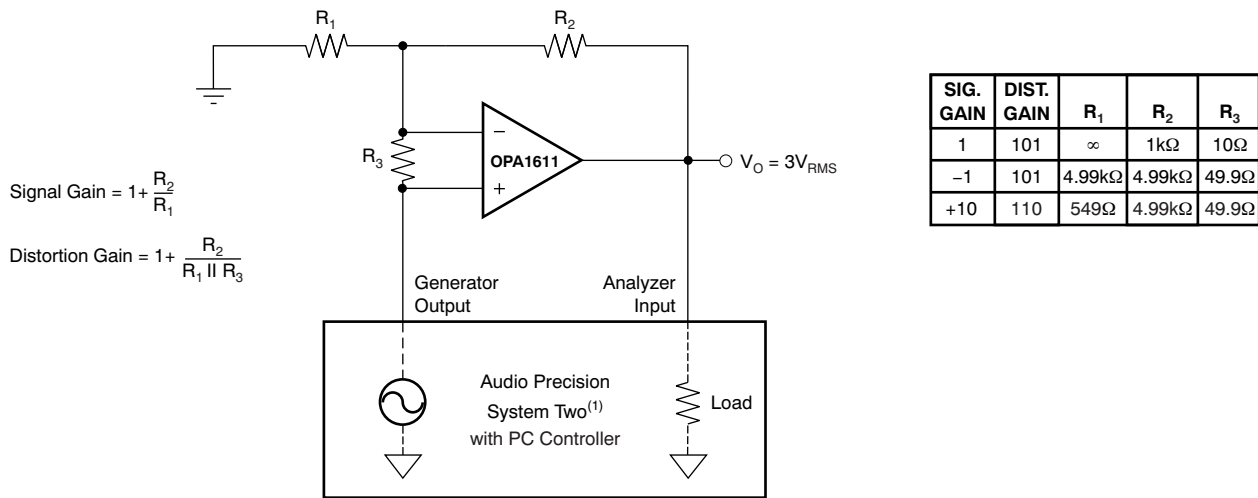 R1
R2
SIG. GAIN DIST. GAIN R1 R2 R3
1 101 ∞ 1kΩ 10Ω
−1 101 4.99kΩ 4.99kΩ 49.9Ω
+10 110 549Ω 4.99kΩ 49.9Ω
−
R3
OPA1611
+
VO = 3VRMS
Signal Gain = 1+ R2/R1
Distortion Gain = 1+ R2/(R1 II R3)
Generator
Output
Analyzer
Input
Audio Precision
System Two(1)
with PC Controller
Load